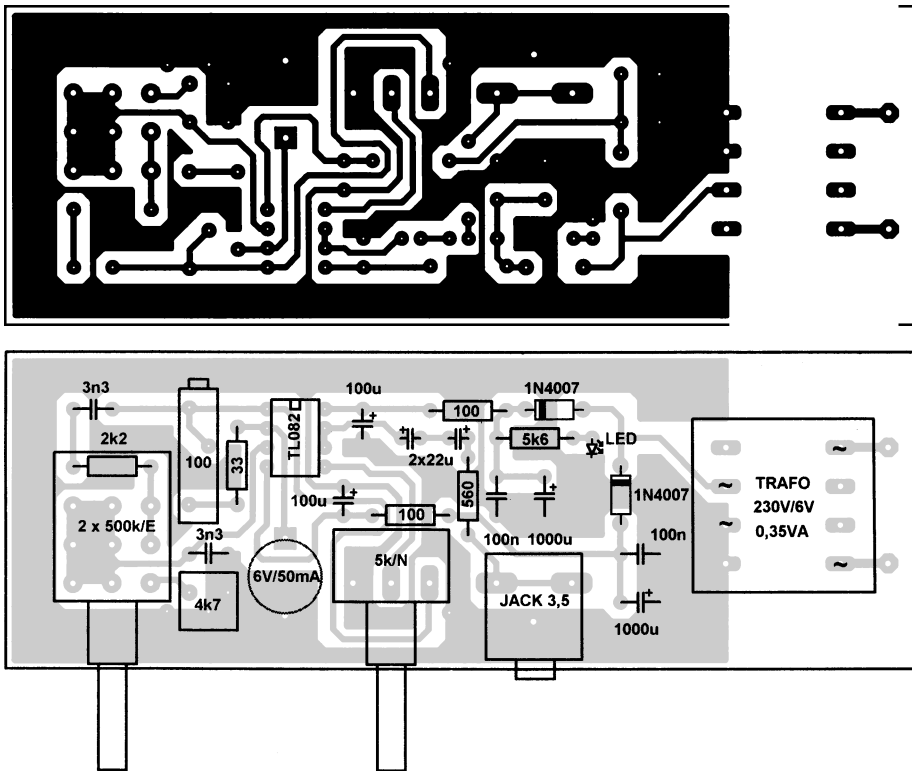 3n3
100u
1N4007
100
TL082
LED
2k2
5k6
100
33
2x22u
TRAFO
230V/6V
0,35VA
~
~
~
~
100u
560
1N4007
2 x 500k/E
100
100n
1000u
100n
3n3
5k/N
6V/50mA
4k7
JACK 3,5
1000u
+
+
+
+
+
+